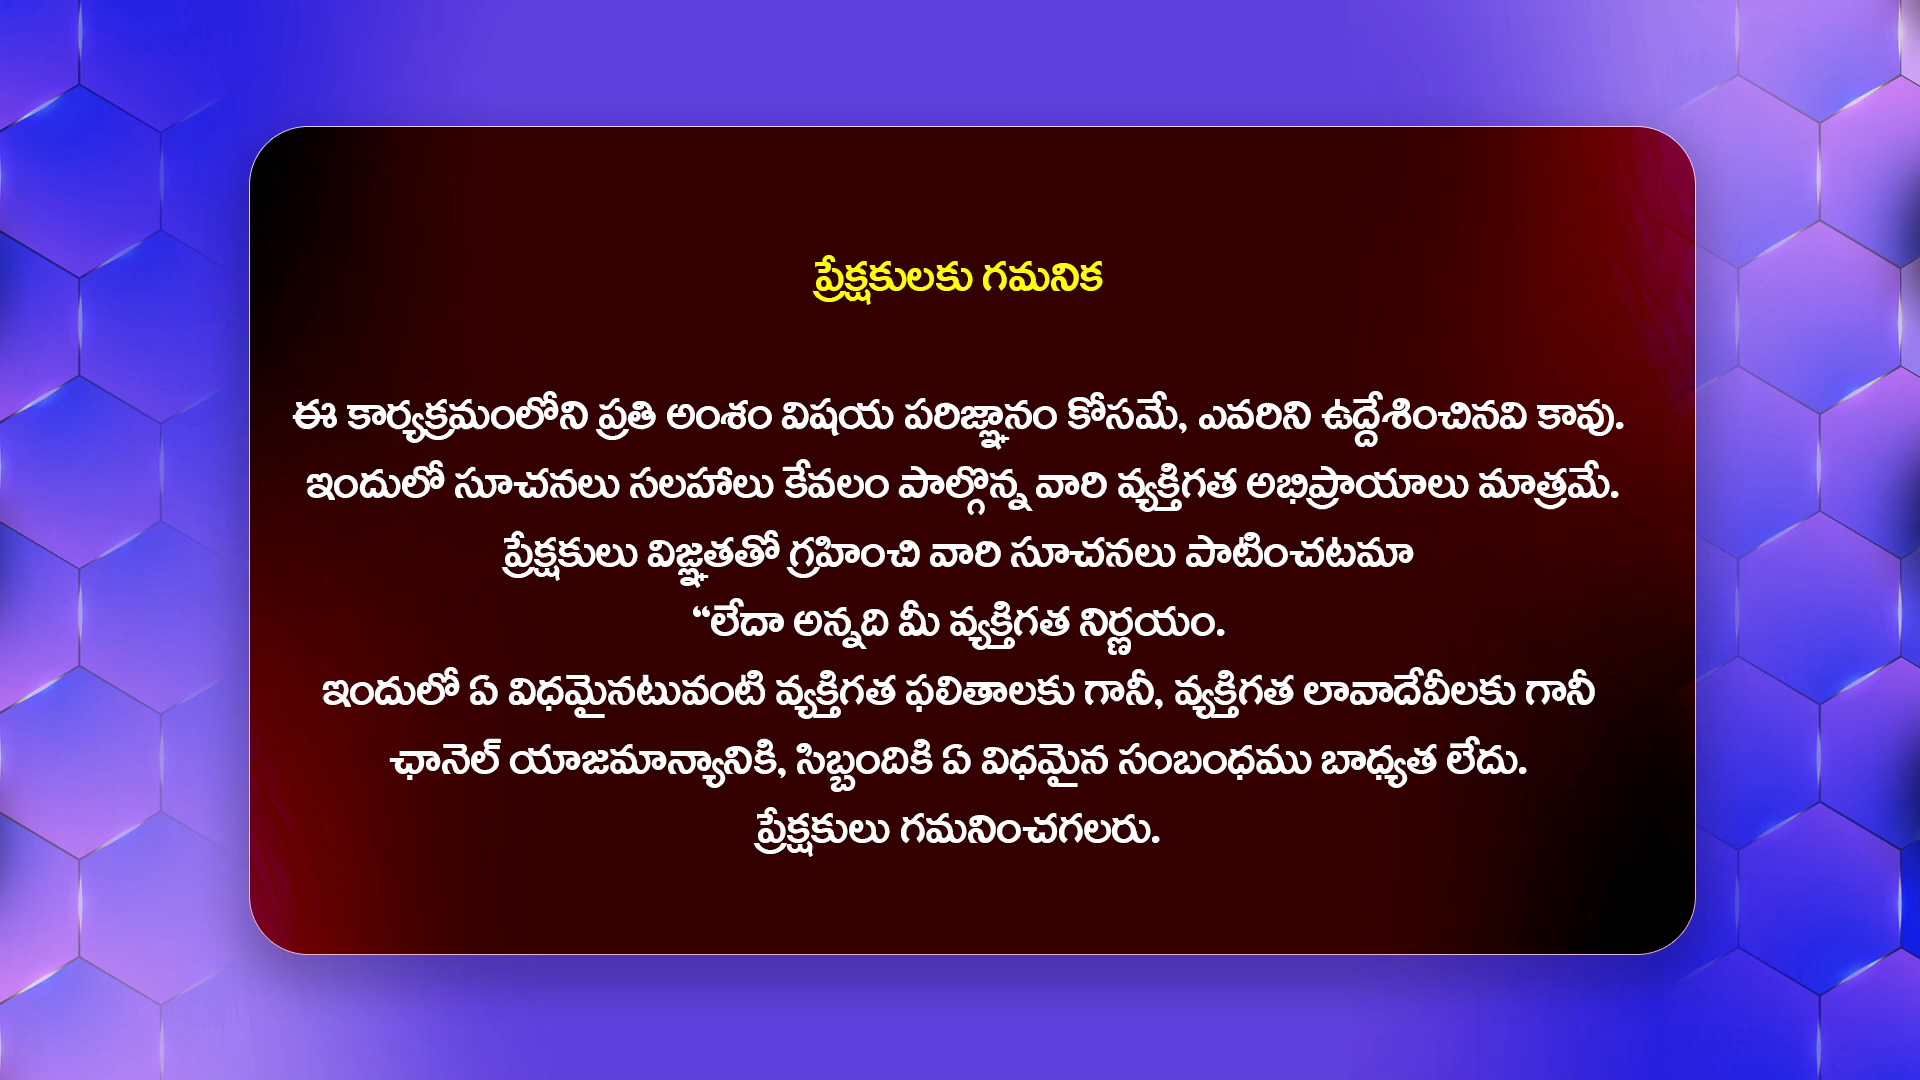 ప్రేక్షకులకు గమనిక
ఈ కార్యక్రమంలోని ప్రతి అంశం విషయ పరిజ్ఞానం కోసమే, ఎవరిని ఉద్దేశించినవి కావు.
ఇందులో సూచనలు సలహాలు కేవలం పాల్గొన్న వారి వ్యక్తిగత అభిప్రాయాలు మాత్రమే.
ప్రేక్షకులు విజ్ఞతతో గ్రహించి వారి సూచనలు పాటించటమా
“లేదా అన్నది మీ వ్యక్తిగత నిర్ణయం.
ఇందులో ఏ విధమైనటువంటి వ్యక్తిగత ఫలితాలకు గానీ, వ్యక్తిగత లావాదేవీలకు గానీ
ఛానెల్ యాజమాన్యానికి, సిబ్బందికి ఏ విధమైన సంబంధము బాధ్యత లేదు.
ప్రేక్షకులు గమనించగలరు.